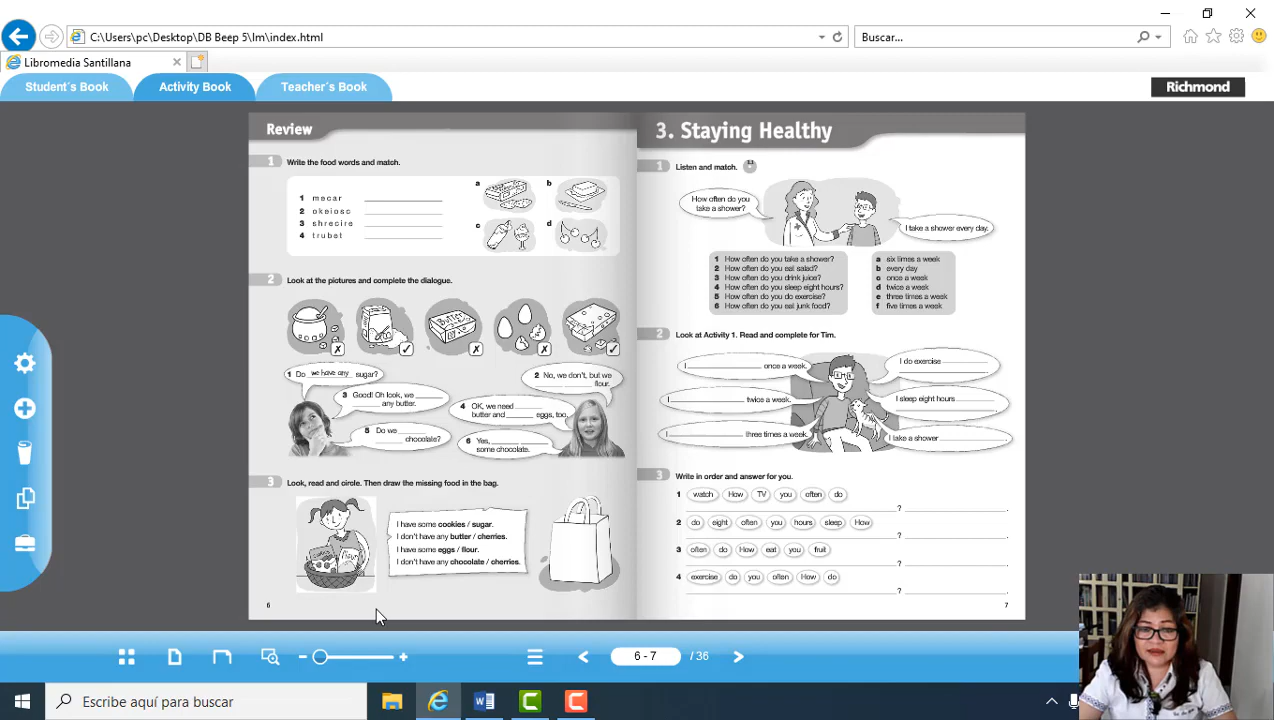 C:\Users\pc\Desktop\DB Beep 5\lm\index.html
Buscar...
Libromedia Santillana
Student´s Book
Activity Book
Teacher´s Book
Richmond
Review
1 Write the food words and match.
1 mecar
2 okeiosc
3 shrecire
4 trubet
a
b
c
d
2 Look at the pictures and complete the dialogue.
Butter
1 Do we have any sugar?
2 No, we don't, but we
flour.
3 Good! Oh look, we
any butter.
4 OK, we need
butter and eggs, too.
5 Do we
chocolate?
6 Yes,
some chocolate.
3 Look, read and circle. Then draw the missing food in the bag.
I have some cookies / sugar.
I don't have any butter / cherries.
I have some eggs / flour.
I don't have any chocolate / cherries.
6
3. Staying Healthy
1 Listen and match.
How often do you
take a shower?
I take a shower every day.
1 How often do you take a shower?
2 How often do you eat salad?
3 How often do you drink juice?
4 How often do you sleep eight hours?
5 How often do you do exercise?
6 How often do you eat junk food?
a six times a week
b every day
c once a week
d twice a week
e three times a week
f five times a week
2 Look at Activity 1. Read and complete for Tim.
I once a week.
I twice a week.
I three times a week.
I do exercise
I sleep eight hours
I take a shower
3 Write in order and answer for you.
1 watch How TV you often do
?
2 do eight often you hours sleep How
?
3 often do How eat you fruit
?
4 exercise do you often How do
?
7
6 - 7 / 36
Escribe aquí para buscar